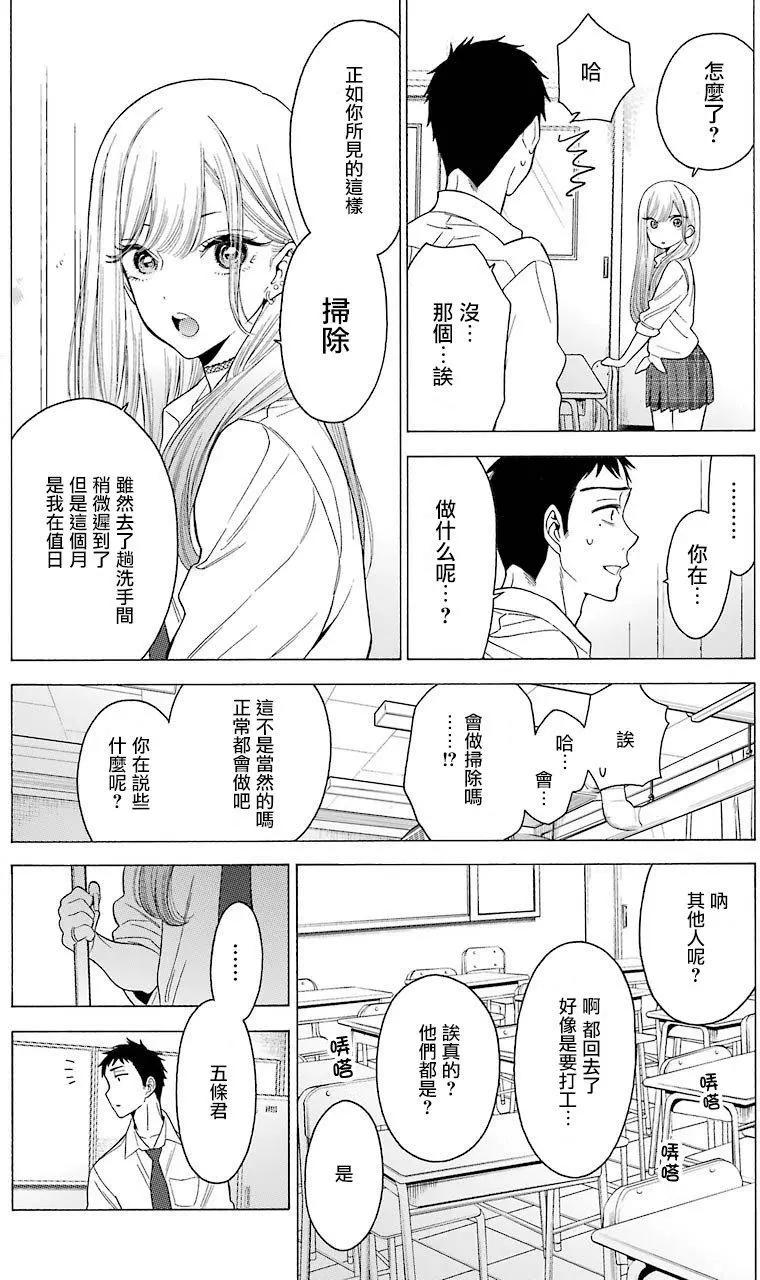 怎麼了?
哈
沒…
那個…誒
………
你在…
做什么呢…?
正如你所見的這樣
掃除
雖然去了趟洗手間
稍微遲到了
但是這個月
是我在值日
誒
哈…
會…
會做掃除嗎
……!?
這不是當然的嗎
正常都會做吧
你在説些
什麼呢?
吶
其他人呢?
啊 都回去了
好像是要打工…
誒真的?
他們都是?
是
哢嗒
哢嗒
哢嗒
……
五條君